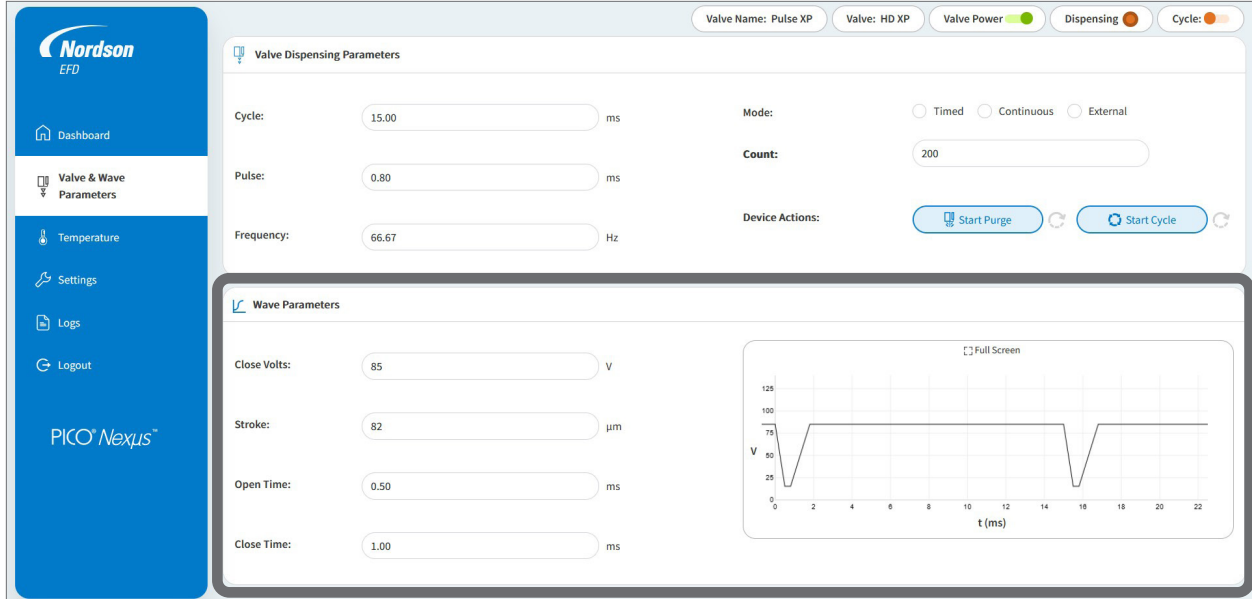 Valve Name: Pulse XP
Valve: HD XP
Valve Power
Dispensing
Cycle:
Nordson
EFD
Dashboard
Valve & Wave
Parameters
Temperature
Settings
Logs
Logout
PICO® Nexµs™
Valve Dispensing Parameters
Cycle: 15.00 ms
Pulse: 0.80 ms
Frequency: 66.67 Hz
Mode: Timed Continuous External
Count: 200
Device Actions: Start Purge Start Cycle
Wave Parameters
Close Volts: 85 V
Stroke: 82 µm
Open Time: 0.50 ms
Close Time: 1.00 ms
Full Screen
125
100
75
V
50
25
0
0 2 4 6 8 10 12 14 16 18 20 22
t (ms)